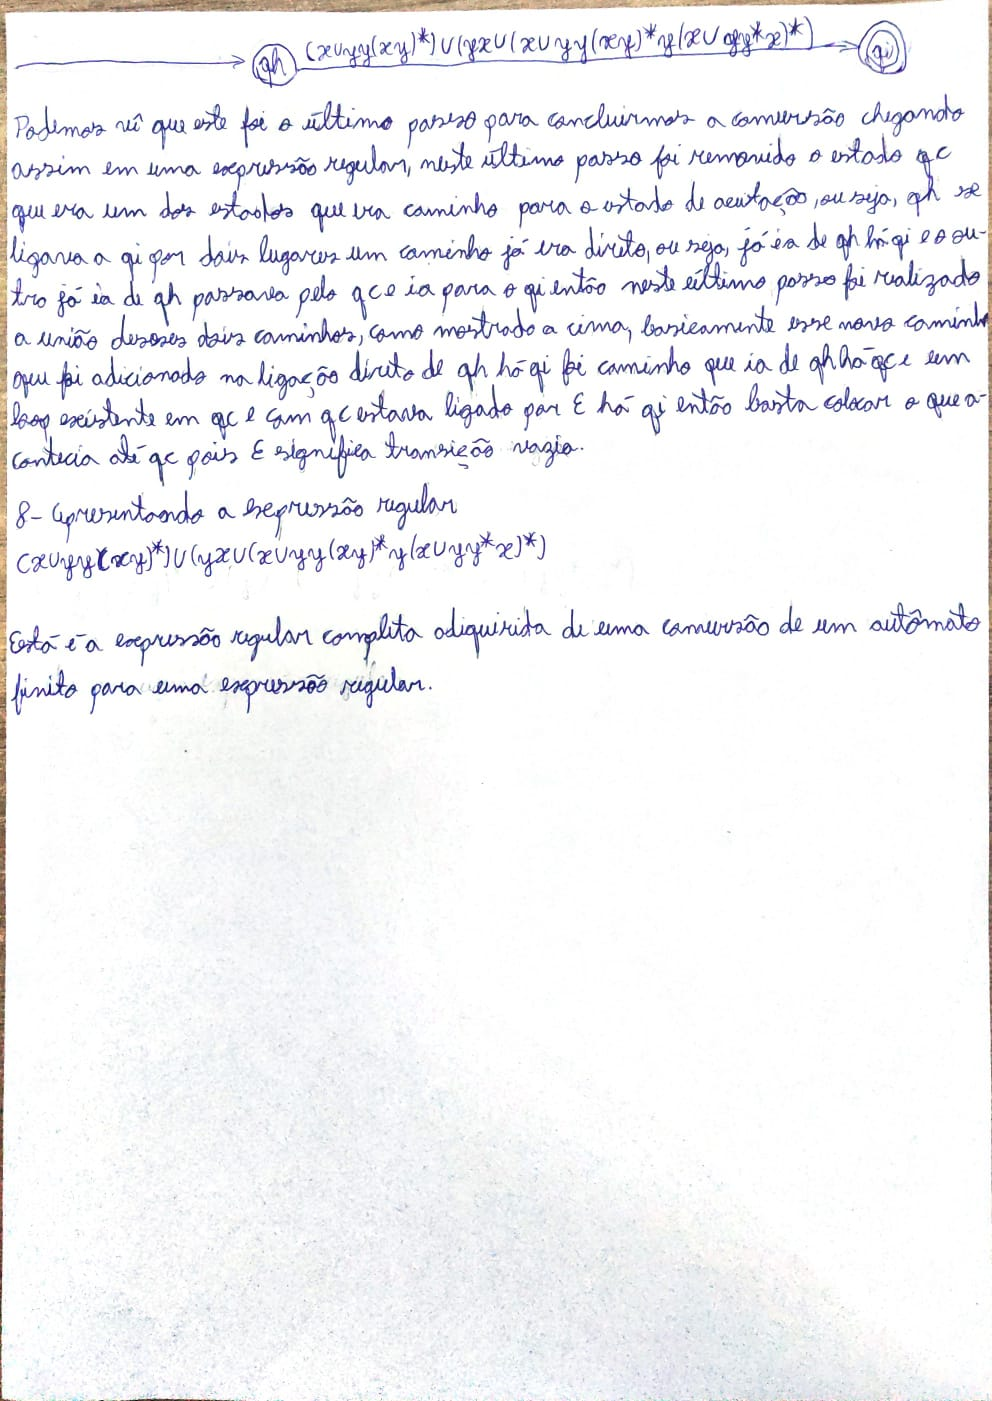 qh (x∪yy(xy)*)∪(yx∪(x∪yy(xy)*y(x∪yy*x)*) qi
Podemos vê que este foi o último passo para concluirmos a conversão chegando
assim em uma expressão regular, neste último passo foi removido o estado qc
que era um dos estados que era caminho para o estado de aceitação, ou seja, qh se
ligava a qi por dois lugares um caminho já era direto, ou seja, já ia de qh há qi e o ou-
tro já ia de qh passava pelo qc e ia para o qi então neste último passo foi realizado
a união desses dois caminhos, como mostrado a cima, basicamente esse novo caminho
que foi adicionado na ligação direto de qh há qi foi caminho que ia de qh há qc e um
loop existente em qc e com qc estava ligado por E há qi então basta colocar o que a-
contecia até qc pois E significa transição vazia.
8- Apresentando a expressão regular
(x∪yy(xy)*)∪(yx∪(x∪yy(xy)*y(x∪yy*x)*)
Está é a expressão regular completa adiquirida de uma conversão de um autômato
finito para uma expressão regular.